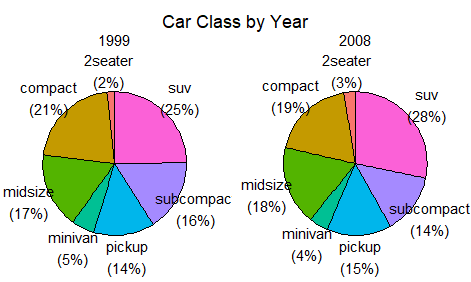 Car Class by Year
1999
2seater
(2%)
compact
(21%)
suv
(25%)
midsize
(17%)
subcompac
(16%)
minivan
(5%)
pickup
(14%)
2008
2seater
(3%)
compact
(19%)
suv
(28%)
midsize
(18%)
subcompact
(14%)
minivan
(4%)
pickup
(15%)